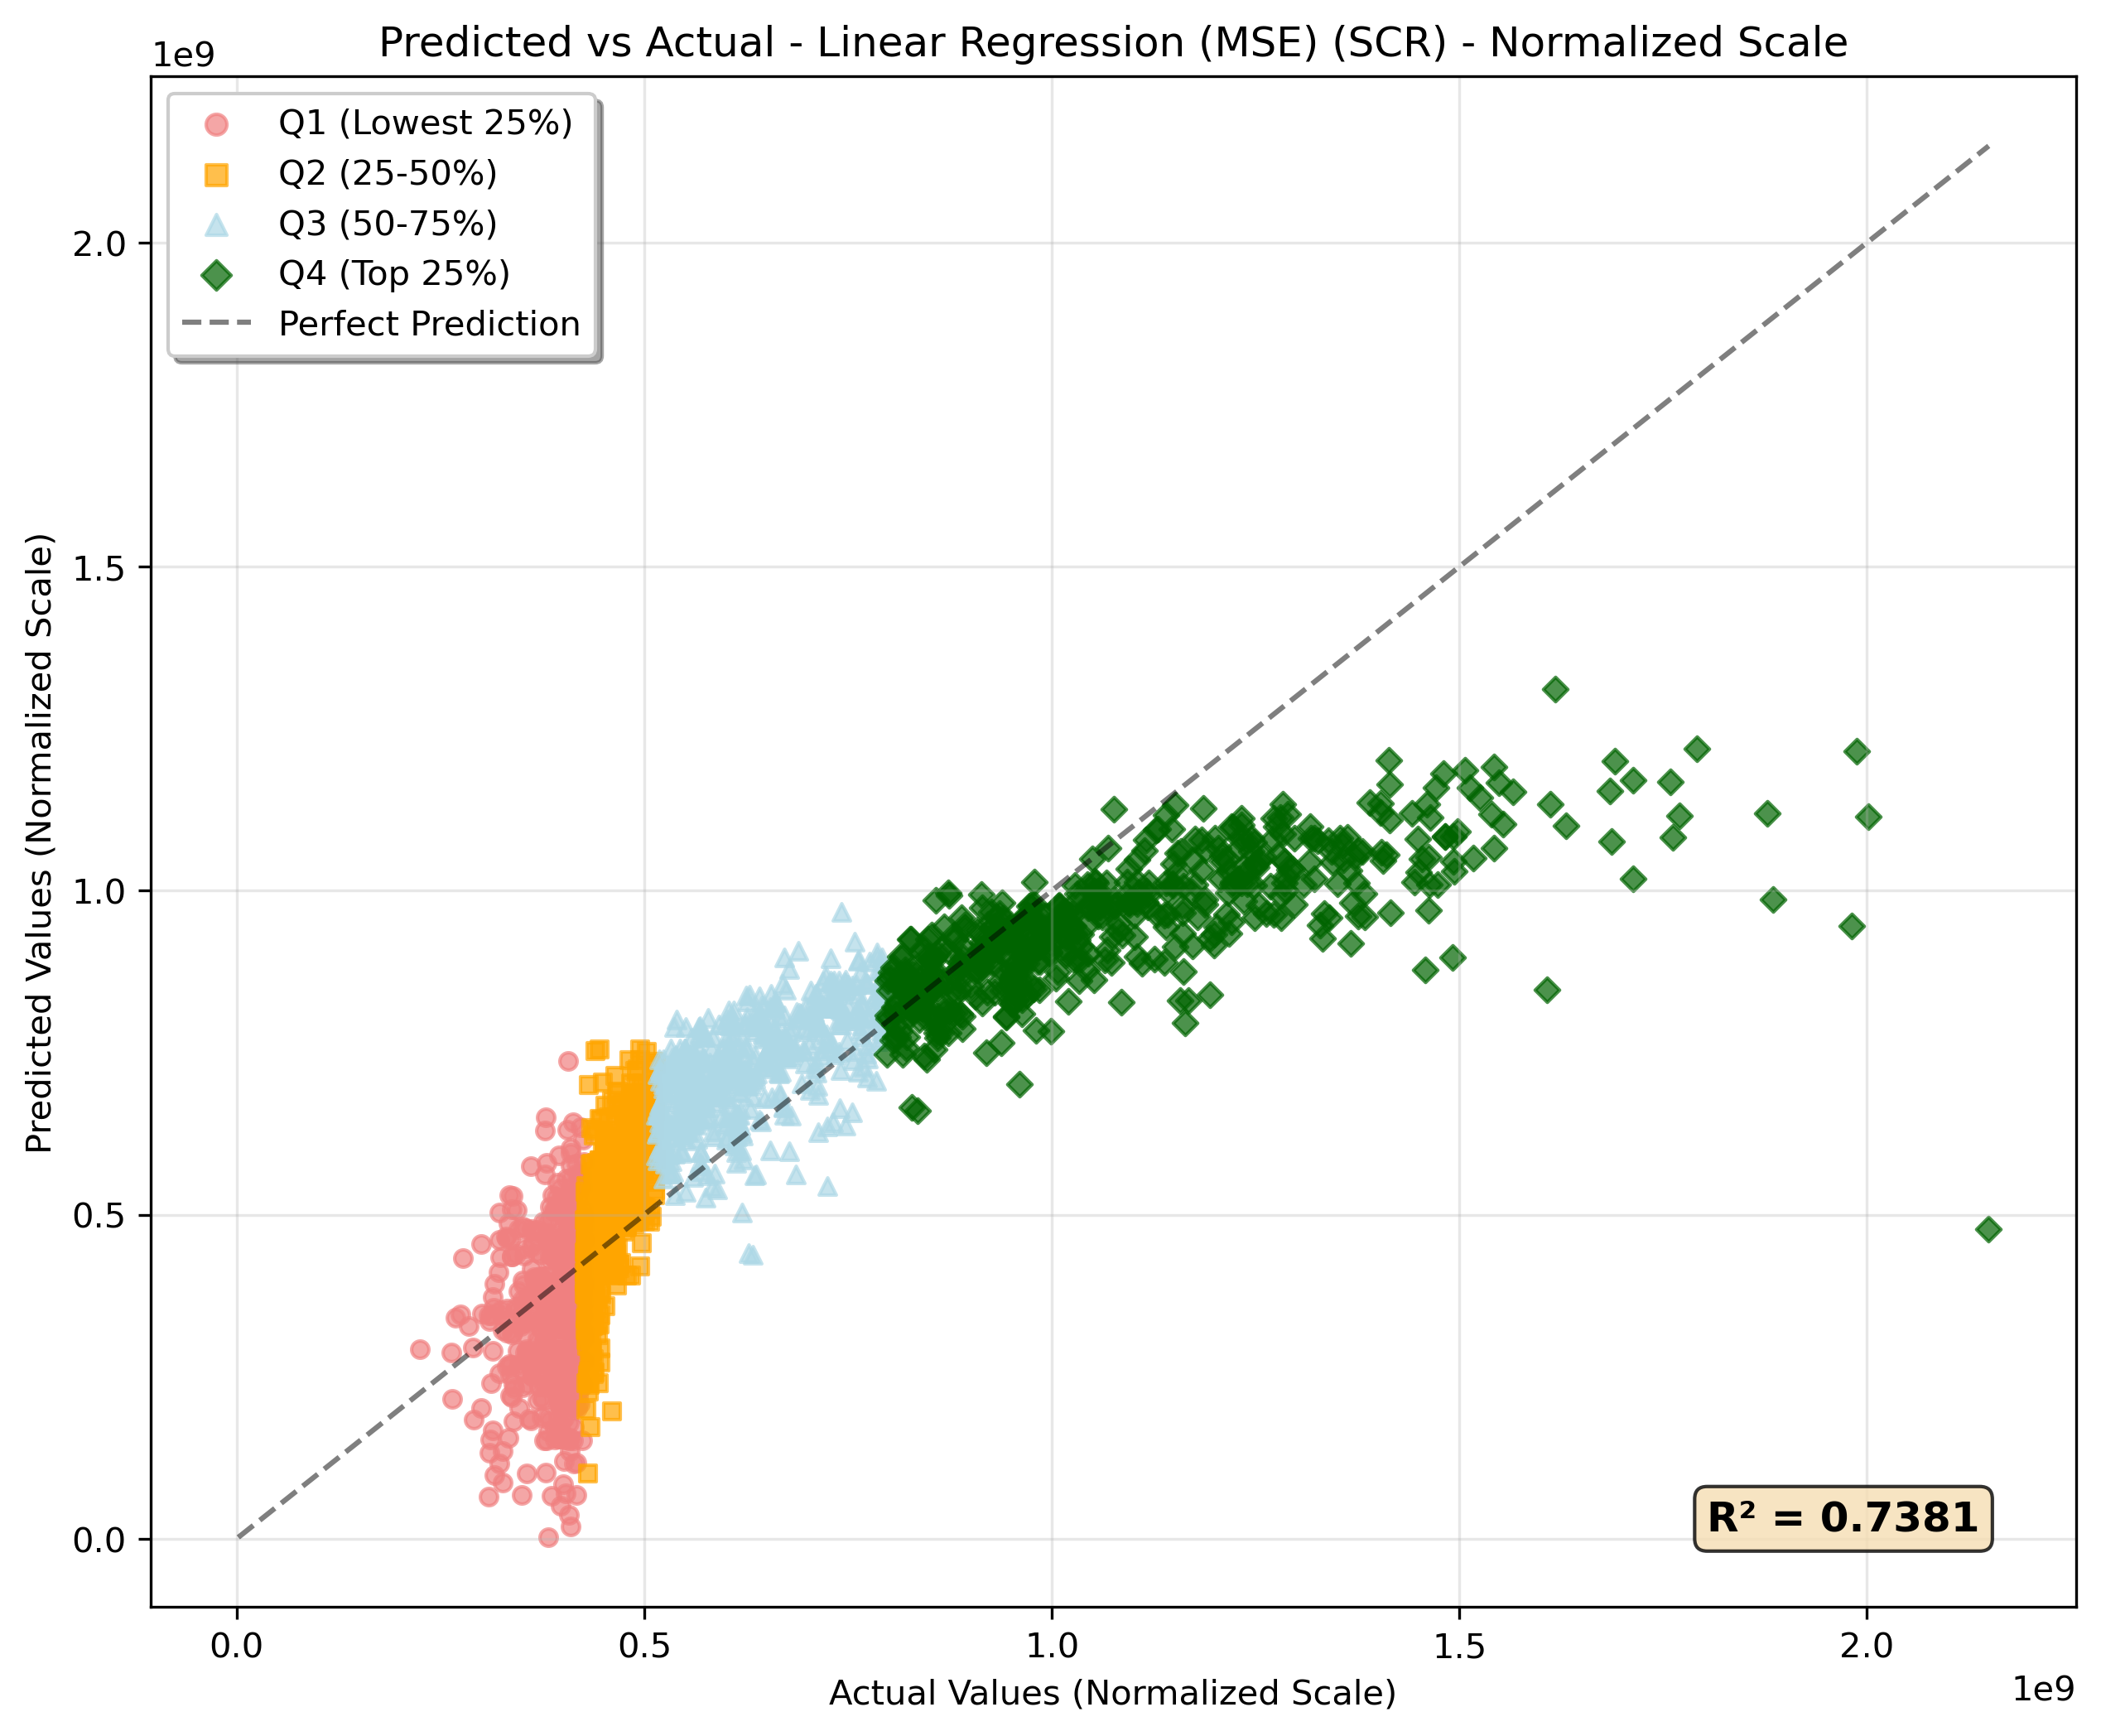 Predicted vs Actual - Linear Regression (MSE) (SCR) - Normalized Scale
1e9
Q1 (Lowest 25%)
Q2 (25-50%)
Q3 (50-75%)
Q4 (Top 25%)
Perfect Prediction
Predicted Values (Normalized Scale)
2.0
1.5
1.0
0.5
0.0
R² = 0.7381
0.0 0.5 1.0 1.5 2.0
1e9
Actual Values (Normalized Scale)